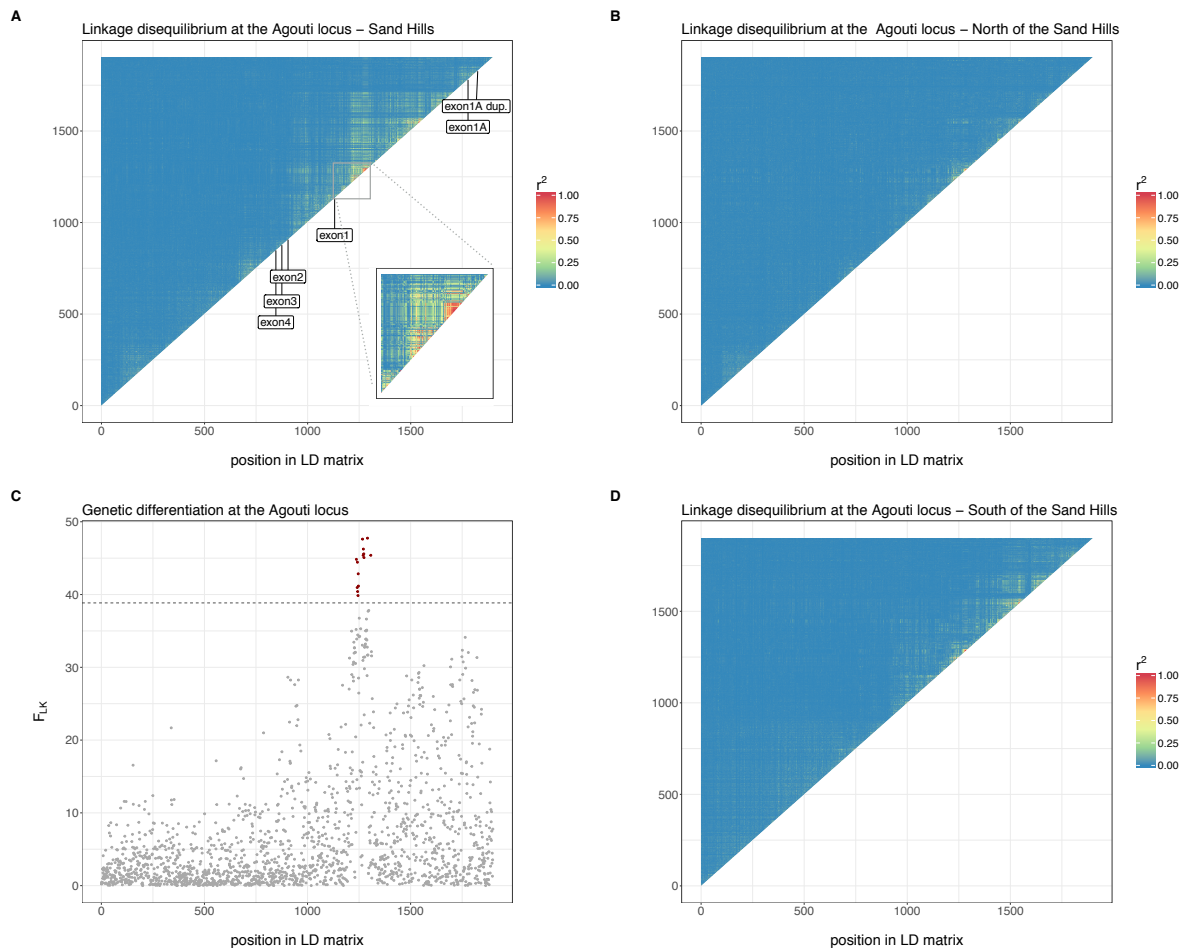 A
Linkage disequilibrium at the Agouti locus − Sand Hills
1500
1000
500
0
0 500 1000 1500
position in LD matrix
exon1A dup.
exon1A
exon1
exon2
exon3
exon4
r2
1.00
0.75
0.50
0.25
0.00
B
Linkage disequilibrium at the  Agouti locus − North of the Sand Hills
1500
1000
500
0
0 500 1000 1500
position in LD matrix
r2
1.00
0.75
0.50
0.25
0.00
C
Genetic differentiation at the Agouti locus
50
40
30
20
10
0
FLK
0 500 1000 1500
position in LD matrix
D
Linkage disequilibrium at the Agouti locus − South of the Sand Hills
1500
1000
500
0
0 500 1000 1500
position in LD matrix
r2
1.00
0.75
0.50
0.25
0.00